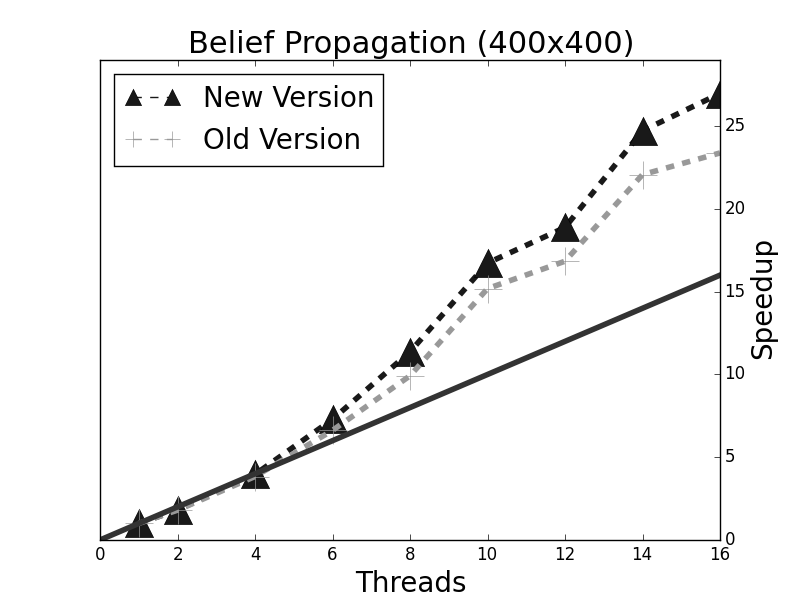 Belief Propagation (400x400)
New Version
Old Version
25
20
15
10
5
0
Speedup
0 2 4 6 8 10 12 14 16
Threads